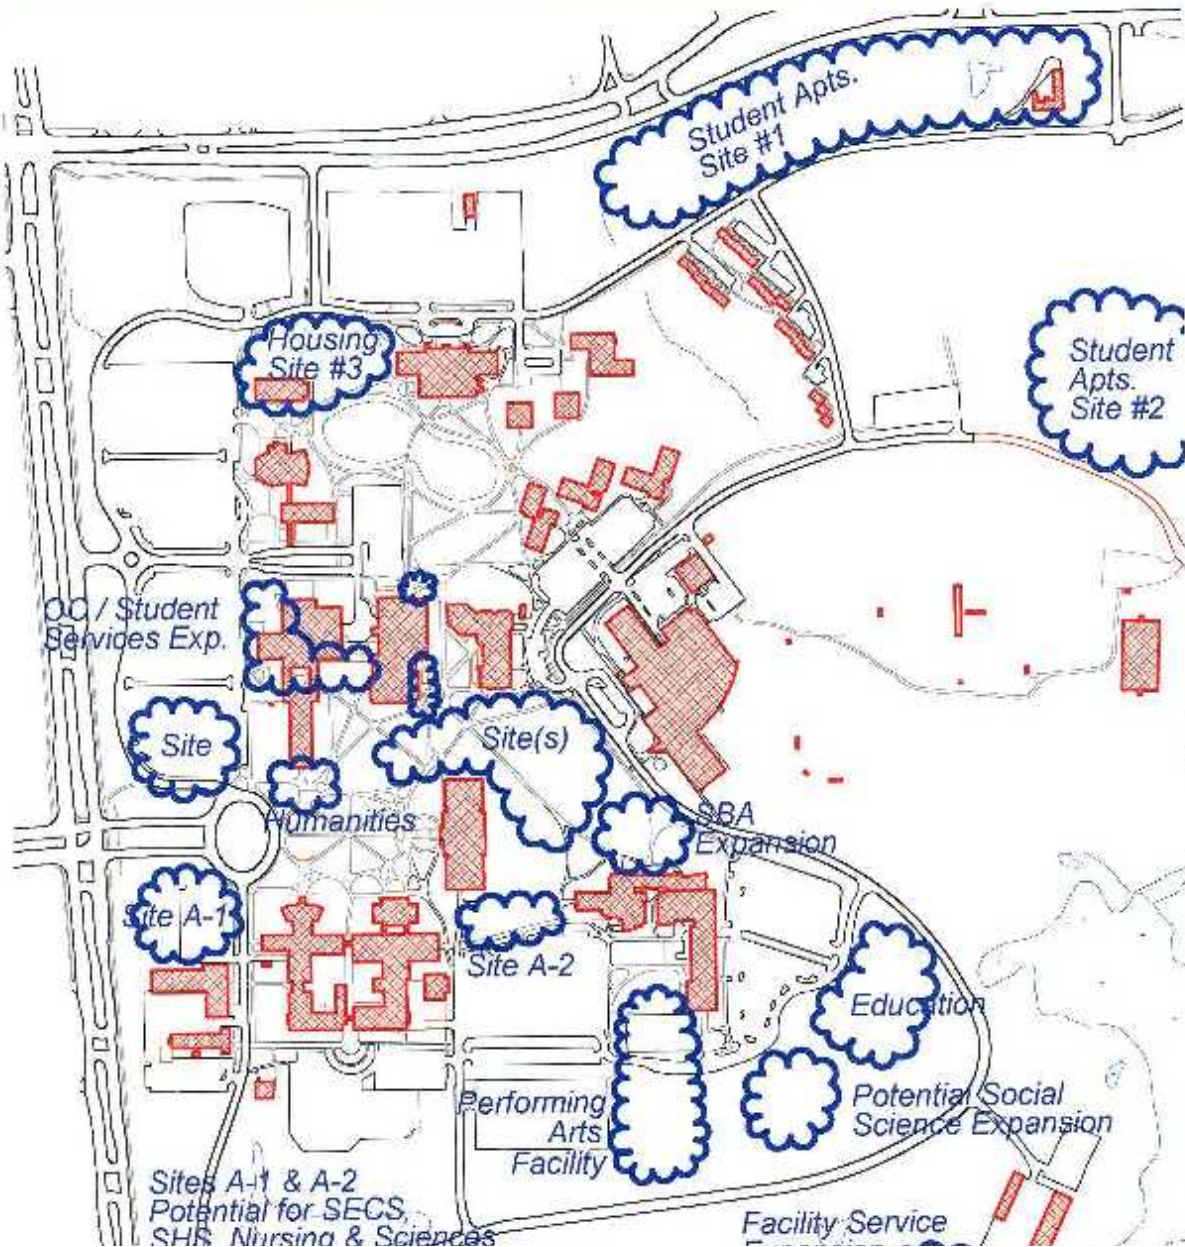 Student Apts.
Site #1
Housing
Site #3
Student
Apts.
Site #2
OC / Student
Services Exp.
Site
Site(s)
Humanities
SBA
Expansion
Site A-1
Site A-2
Education
Performing
Arts
Facility
Potential Social
Science Expansion
Sites A-1 & A-2
Potential for SECS,
SHS, Nursing & Sciences
Facility Service
Expansion